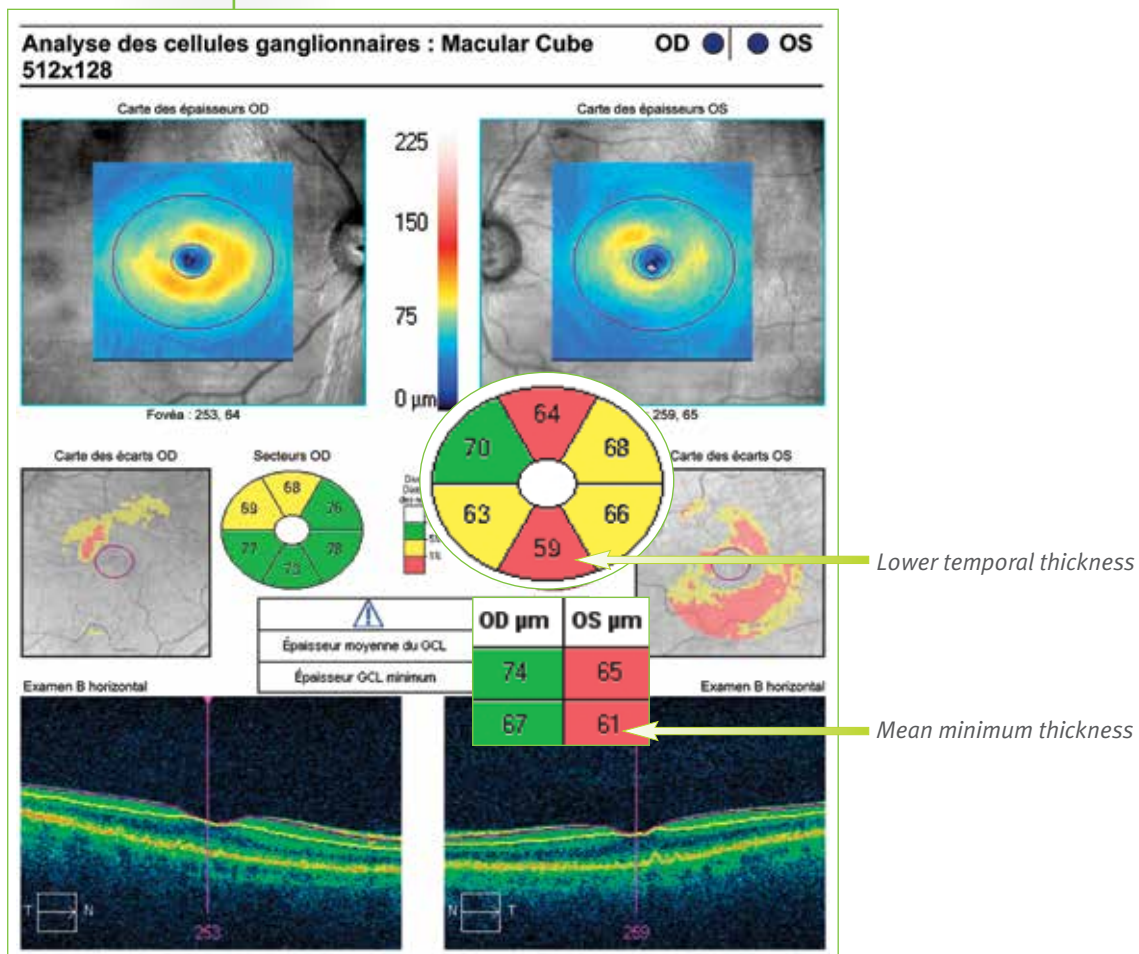 Analyse des cellules ganglionnaires : Macular Cube
512x128
OD
OS
Carte des épaisseurs OD
Carte des épaisseurs OS
225
150
75
0 µm
Fovéa : 253, 64
: 259, 65
Carte des écarts OD
Secteurs OD
Carte des écarts OS
68
69
76
77
78
73
5%
1%
64
70
68
63
66
59
Lower temporal thickness
OD µm
OS µm
Épaisseur moyenne du GCL
74
65
Épaisseur GCL minimum
67
61
Mean minimum thickness
Examen B horizontal
Examen B horizontal
T
N
253
N
T
259